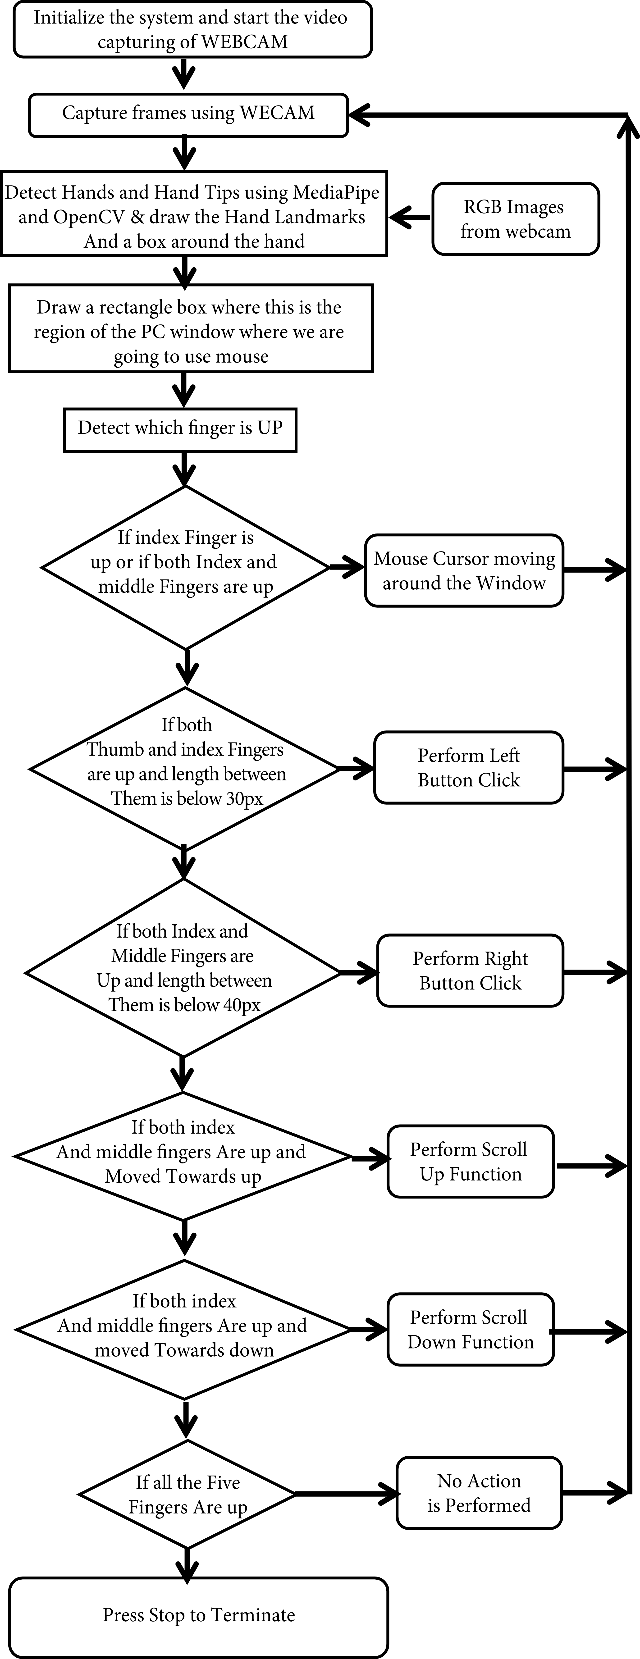 Initialize the system and start the video
capturing of WEBCAM
Capture frames using WECAM
Detect Hands and Hand Tips using MediaPipe
and OpenCV & draw the Hand Landmarks
And a box around the hand
RGB Images
from webcam
Draw a rectangle box where this is the
region of the PC window where we are
going to use mouse
Detect which finger is UP
If index Finger is
up or if both Index and
middle Fingers are up
Mouse Cursor moving
around the Window
If both
Thumb and index Fingers
are up and length between
Them is below 30px
Perform Left
Button Click
If both Index and
Middle Fingers are
Up and length between
Them is below 40px
Perform Right
Button Click
If both index
And middle fingers Are up and
Moved Towards up
Perform Scroll
Up Function
If both index
And middle fingers Are up and
moved Towards down
Perform Scroll
Down Function
If all the Five
Fingers Are up
No Action
is Performed
Press Stop to Terminate